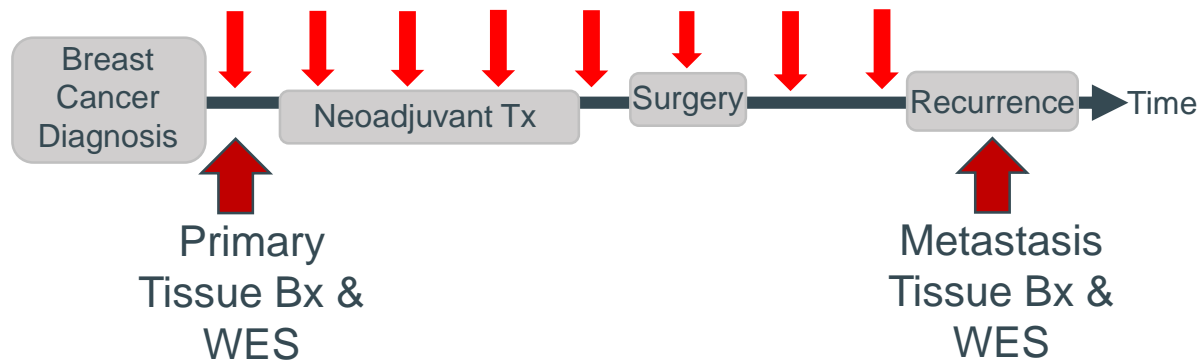 Breast
Cancer
Diagnosis
Neoadjuvant Tx
Surgery
Recurrence
Time
Primary
Tissue Bx &
WES
Metastasis
Tissue Bx &
WES